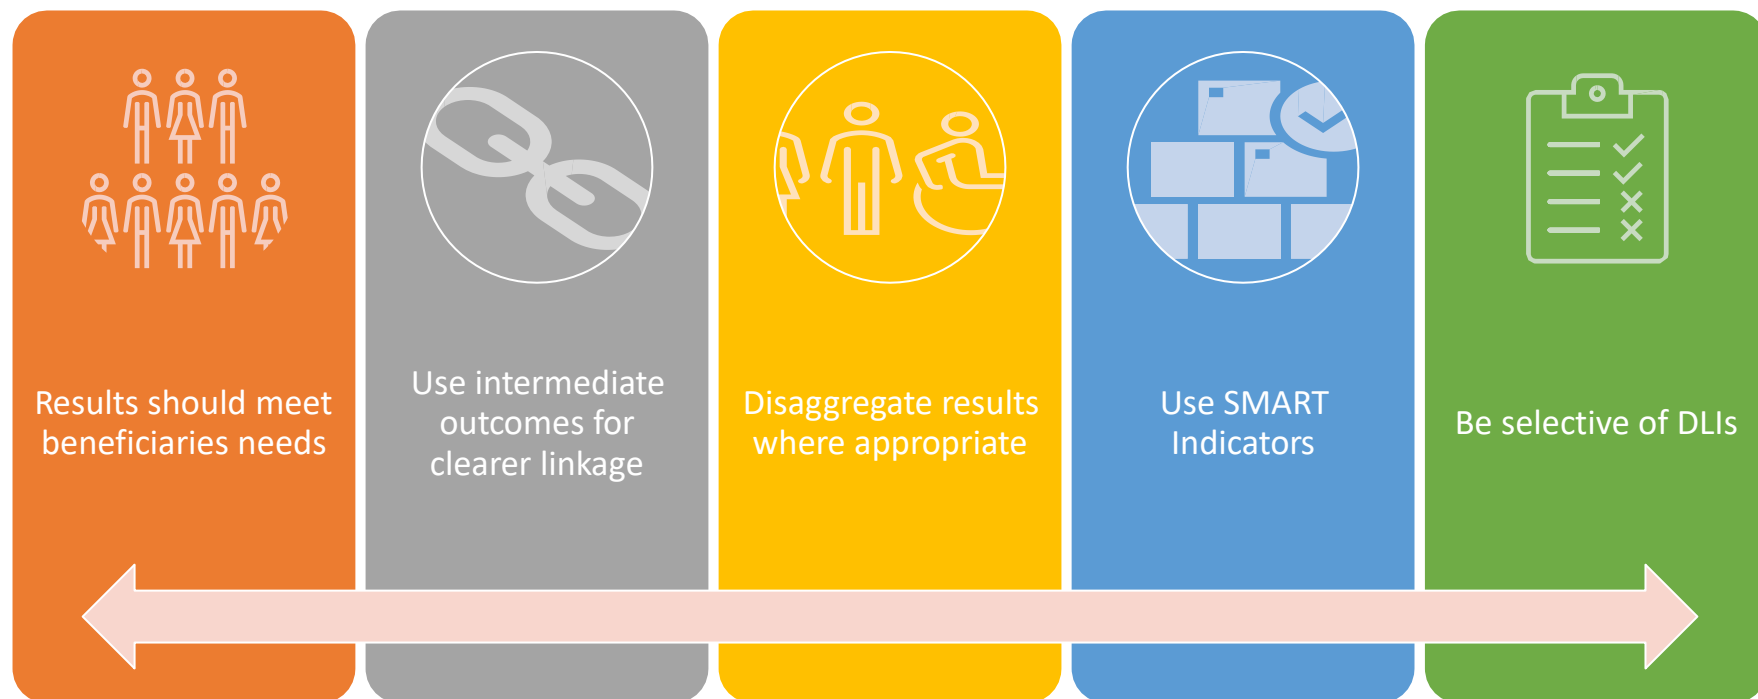 Results should meet
beneficiaries needs
Use intermediate
outcomes for
clearer linkage
Disaggregate results
where appropriate
Use SMART
Indicators
Be selective of DLIs